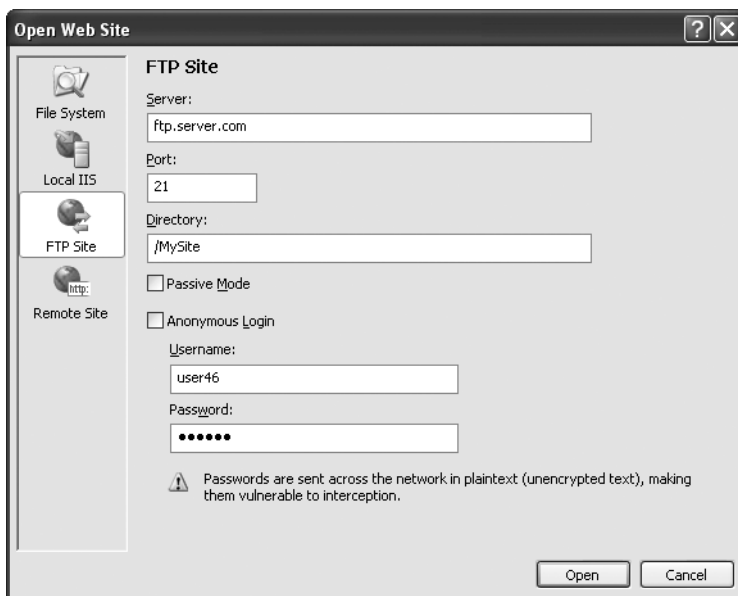 Open Web Site
File System
Local IIS
FTP Site
http:
Remote Site
FTP Site
Server:
ftp.server.com
Port:
21
Directory:
/MySite
Passive Mode
Anonymous Login
Username:
user46
Password:
••••••
Passwords are sent across the network in plaintext (unencrypted text), making
them vulnerable to interception.
Open
Cancel